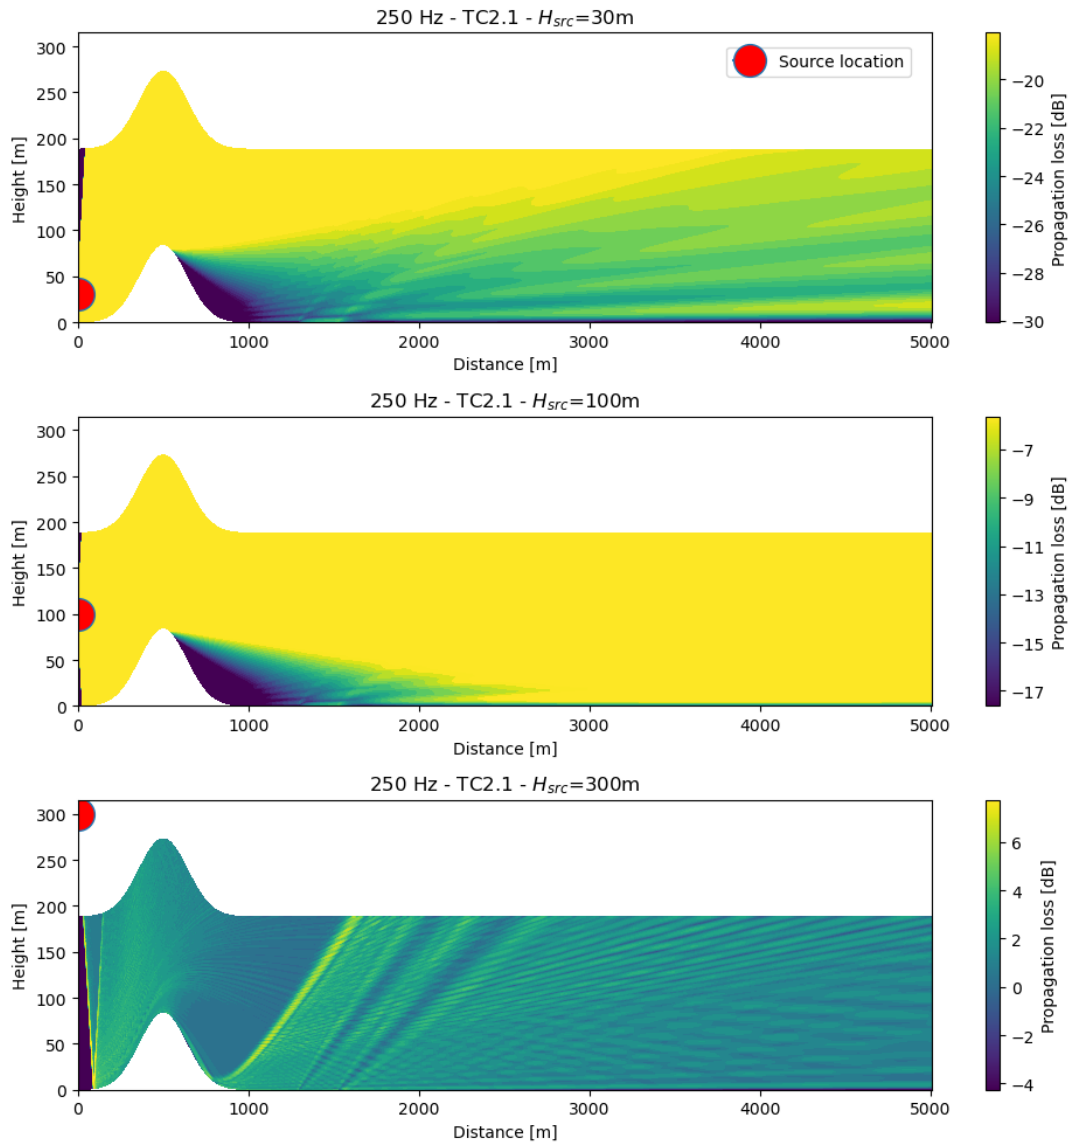 250 Hz - TC2.1 - H_src=30m
Source location
300
250
200
150
100
50
0
Height [m]
0 1000 2000 3000 4000 5000
Distance [m]
−20
−22
−24
−26
−28
−30
Propagation loss [dB]
250 Hz - TC2.1 - H_src=100m
300
250
200
150
100
50
0
Height [m]
0 1000 2000 3000 4000 5000
Distance [m]
−7
−9
−11
−13
−15
−17
Propagation loss [dB]
250 Hz - TC2.1 - H_src=300m
300
250
200
150
100
50
0
Height [m]
0 1000 2000 3000 4000 5000
Distance [m]
6
4
2
0
−2
−4
Propagation loss [dB]